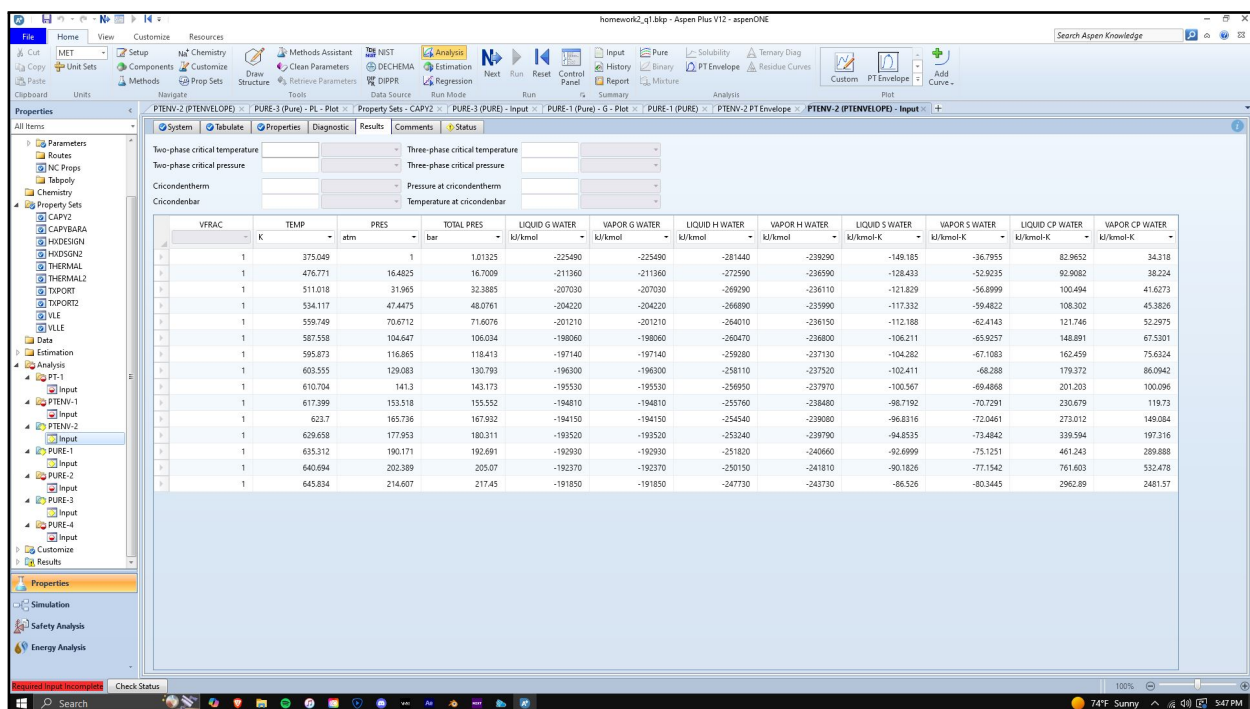 homework2_q1.bkp - Aspen Plus V12 - aspenONE
File Home View Customize Resources Search Aspen Knowledge
Cut MET Setup Na+ Chemistry Methods Assistant NIST Analysis Input Pure Solubility Ternary Diag
Copy Unit Sets Components Customize Clean Parameters DECHEMA Estimation History Binary PT Envelope Residue Curves
Paste Methods Prop Sets Draw Structure Retrieve Parameters DIPPR Regression Next Run Reset Control Panel Report Mixture Custom PT Envelope Add Curve
Clipboard Units Navigate Tools Data Source Run Mode Run Summary Analysis Plot
Properties
PTENV-2 (PTENVELOPE) PURE-3 (Pure) - PL - Plot Property Sets - CAPY2 PURE-3 (PURE) - Input PURE-1 (Pure) - G - Plot PURE-1 (PURE) PTENV-2 PT Envelope PTENV-2 (PTENVELOPE) - Input +
All Items
System Tabulate Properties Diagnostic Results Comments Status
Parameters
Routes
NC Props
Tabpoly
Chemistry
Property Sets
CAPY2
CAPYBARA
HXDESIGN
HXDSGN2
THERMAL
THERMAL2
TXPORT
TXPORT2
VLE
VLLE
Data
Estimation
Analysis
PT-1
Input
PTENV-1
Input
PTENV-2
Input
PURE-1
Input
PURE-2
Input
PURE-3
Input
PURE-4
Input
Customize
Results
Properties
Simulation
Safety Analysis
Energy Analysis
Two-phase critical temperature Three-phase critical temperature
Two-phase critical pressure Three-phase critical pressure
Cricondentherm Pressure at cricondentherm
Cricondenbar Temperature at cricondenbar
VFRAC TEMP PRES TOTAL PRES LIQUID G WATER VAPOR G WATER LIQUID H WATER VAPOR H WATER LIQUID S WATER VAPOR S WATER LIQUID CP WATER VAPOR CP WATER
K atm bar kJ/kmol kJ/kmol kJ/kmol kJ/kmol kJ/kmol-K kJ/kmol-K kJ/kmol-K kJ/kmol-K
1 375.049 1 1.01325 -225490 -225490 -281440 -239290 -149.185 -36.7955 82.9652 34.318
1 476.771 16.4825 16.7009 -211360 -211360 -272590 -236590 -128.433 -52.9235 92.9082 38.224
1 511.018 31.965 32.3885 -207030 -207030 -269290 -236110 -121.829 -56.8999 100.494 41.6273
1 534.117 47.4475 48.0761 -204220 -204220 -266890 -235990 -117.332 -59.4822 108.302 45.3826
1 559.749 70.6712 71.6076 -201210 -201210 -264010 -236150 -112.188 -62.4143 121.746 52.2975
1 587.558 104.647 106.034 -198060 -198060 -260470 -236800 -106.211 -65.9257 148.891 67.5301
1 595.873 116.865 118.413 -197140 -197140 -259280 -237130 -104.282 -67.1083 162.459 75.6324
1 603.555 129.083 130.793 -196300 -196300 -258110 -237520 -102.411 -68.288 179.372 86.0942
1 610.704 141.3 143.173 -195530 -195530 -256950 -237970 -100.567 -69.4868 201.203 100.096
1 617.399 153.518 155.552 -194810 -194810 -255760 -238480 -98.7192 -70.7291 230.679 119.73
1 623.7 165.736 167.932 -194150 -194150 -254540 -239080 -96.8316 -72.0461 273.012 149.084
1 629.658 177.953 180.311 -193520 -193520 -253240 -239790 -94.8535 -73.4842 339.594 197.316
1 635.312 190.171 192.691 -192930 -192930 -251820 -240660 -92.6999 -75.1251 461.243 289.888
1 640.694 202.389 205.07 -192370 -192370 -250150 -241810 -90.1826 -77.1542 761.603 532.478
1 645.834 214.607 217.45 -191850 -191850 -247730 -243730 -86.526 -80.3445 2962.89 2481.57
Required Input Incomplete Check Status 100%
Search 74°F Sunny 5:47 PM